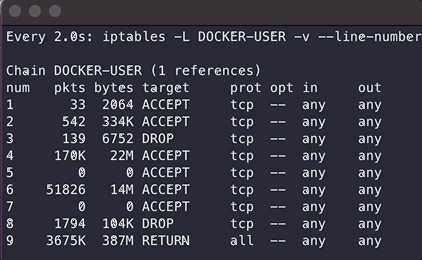 Every 2.0s: iptables -L DOCKER-USER -v --line-number
Chain DOCKER-USER (1 references)
num pkts bytes target prot opt in out
1 33 2064 ACCEPT tcp -- any any
2 542 334K ACCEPT tcp -- any any
3 139 6752 DROP tcp -- any any
4 170K 22M ACCEPT tcp -- any any
5 0 0 ACCEPT tcp -- any any
6 51826 14M ACCEPT tcp -- any any
7 0 0 ACCEPT tcp -- any any
8 1794 104K DROP tcp -- any any
9 3675K 387M RETURN all -- any any